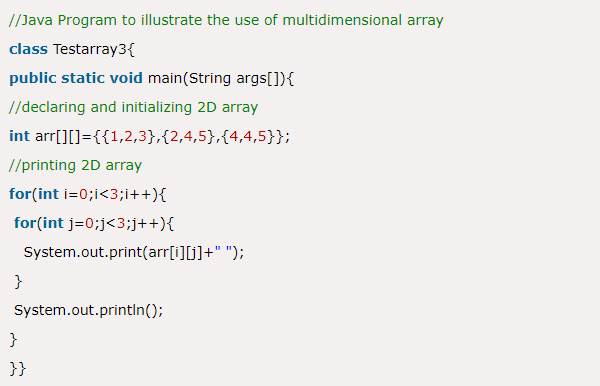 //Java Program to illustrate the use of multidimensional array
class Testarray3{
public static void main(String args[]){
//declaring and initializing 2D array
int arr[][]={{1,2,3},{2,4,5},{4,4,5}};
//printing 2D array
for(int i=0;i<3;i++){
 for(int j=0;j<3;j++){
   System.out.print(arr[i][j]+" ");
 }
 System.out.println();
}
}}